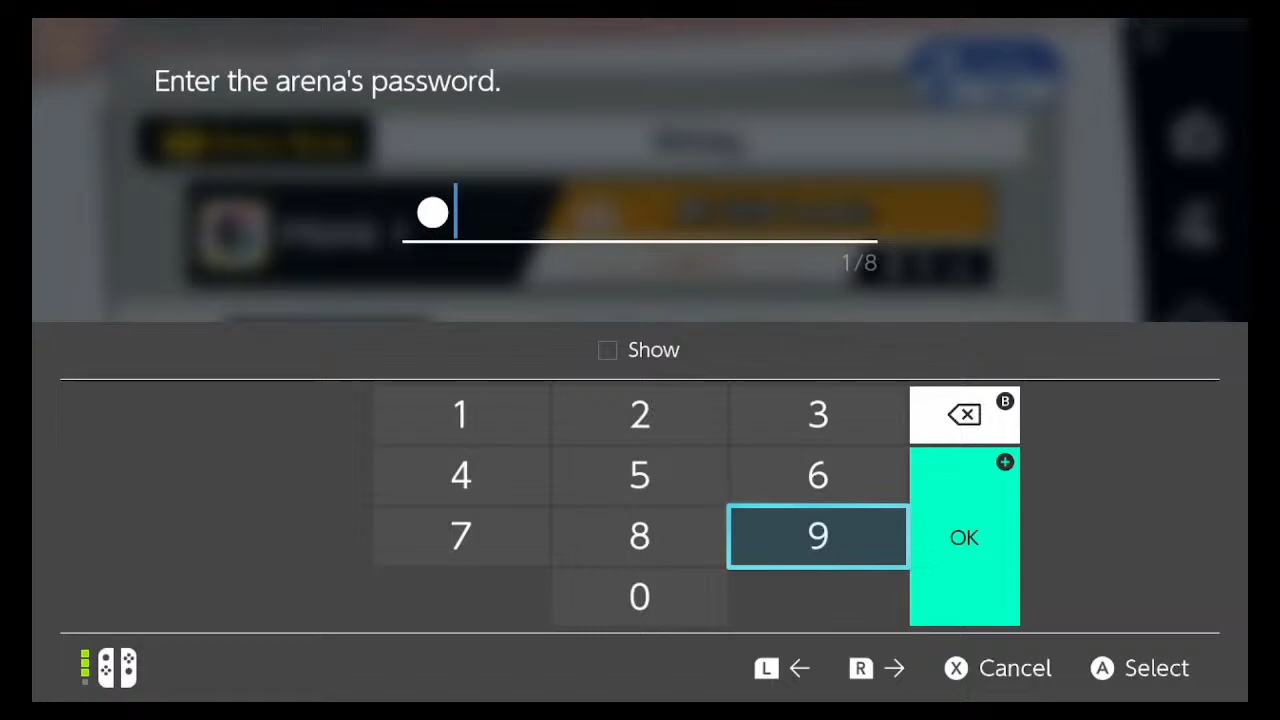 Enter the arena's password.
1/8
Show
1 2 3 B
4 5 6 +
7 8 9 OK
0
L ← R → X Cancel A Select